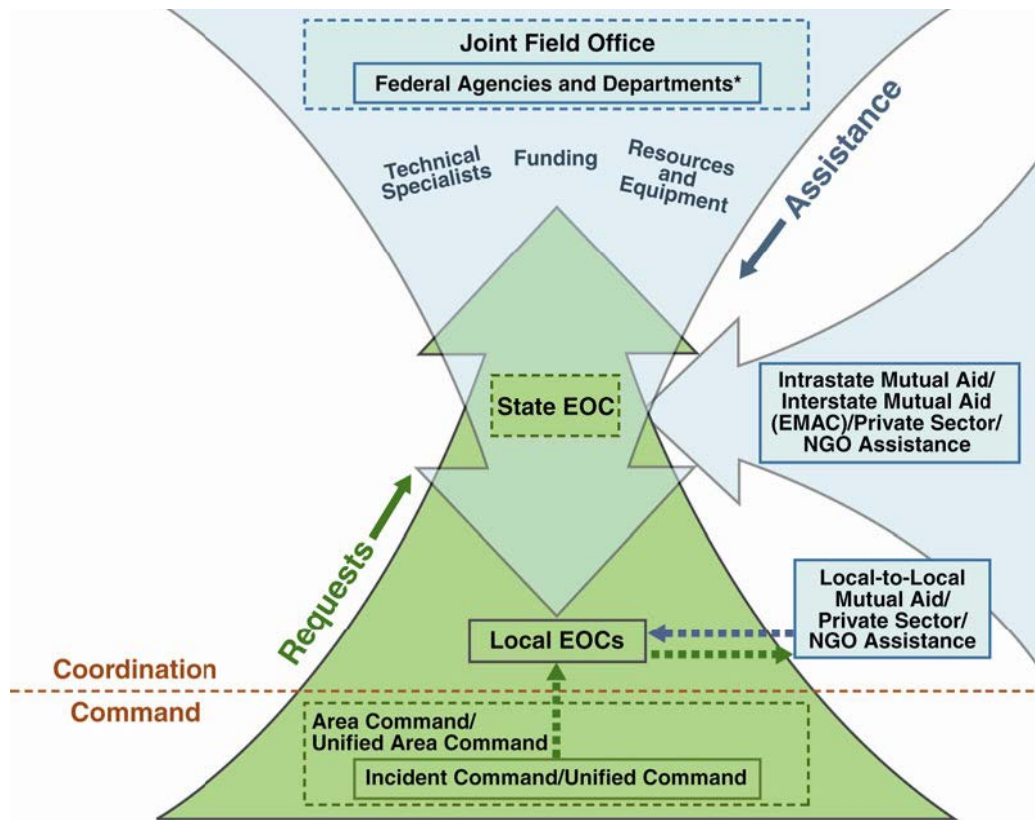 Joint Field Office
Federal Agencies and Departments*
Technical
Specialists
Funding
Resources
and
Equipment
Assistance
State EOC
Intrastate Mutual Aid/
Interstate Mutual Aid
(EMAC)/Private Sector/
NGO Assistance
Requests
Local-to-Local
Mutual Aid/
Private Sector/
NGO Assistance
Local EOCs
Coordination
Command
Area Command/
Unified Area Command
Incident Command/Unified Command